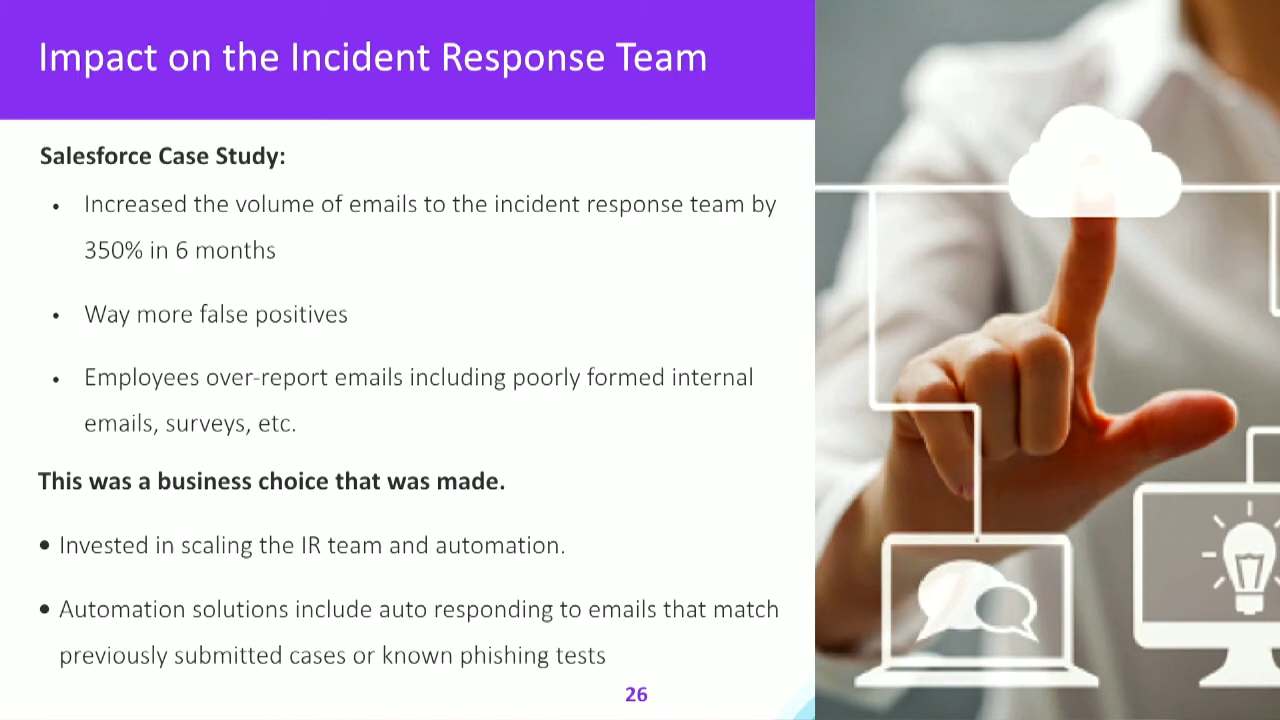 Impact on the Incident Response Team
Salesforce Case Study:
• Increased the volume of emails to the incident response team by
350% in 6 months
• Way more false positives
• Employees over-report emails including poorly formed internal
emails, surveys, etc.
This was a business choice that was made.
• Invested in scaling the IR team and automation.
• Automation solutions include auto responding to emails that match
previously submitted cases or known phishing tests
26